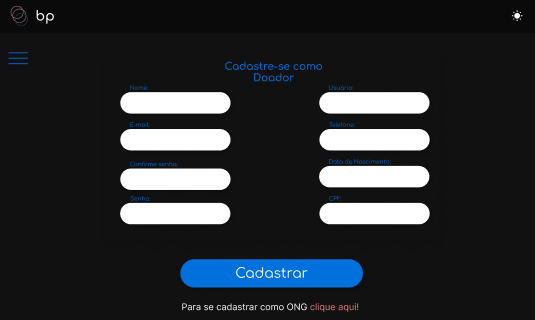 bp
Cadastre-se como
Doador
Nome:
Usuário:
E-mail:
Telefone:
Confirme senha:
Data de Nascimento:
Senha:
CPF:
Cadastrar
Para se cadastrar como ONG clique aqui!